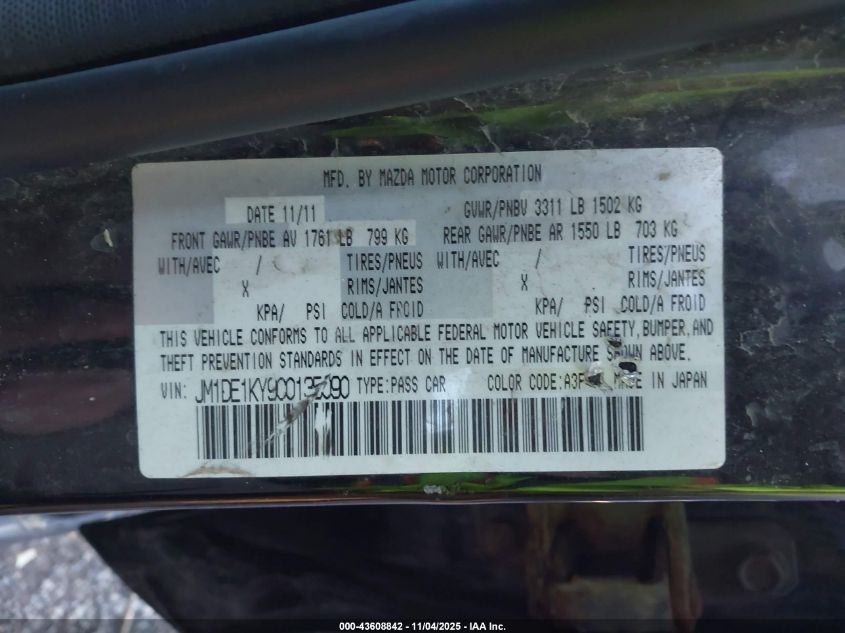 MFD. BY MAZDA MOTOR CORPORATION
DATE 11/11 GVWR/PNBV 3311 LB 1502 KG
FRONT GAWR/PNBE AV 1761 LB 799 KG REAR GAWR/PNBE AR 1550 LB 703 KG
WITH/AVEC / TIRES/PNEUS WITH/AVEC / TIRES/PNEUS
X RIMS/JANTES X RIMS/JANTES
KPA/ PSI COLD/A FROID KPA/ PSI COLD/A FROID
THIS VEHICLE CONFORMS TO ALL APPLICABLE FEDERAL MOTOR VEHICLE SAFETY, BUMPER, AND
THEFT PREVENTION STANDARDS IN EFFECT ON THE DATE OF MANUFACTURE SHOWN ABOVE.
VIN: TYPE:PASS CAR COLOR CODE: MADE IN JAPAN
000-43608842 - 11/04/2025 - IAA Inc.